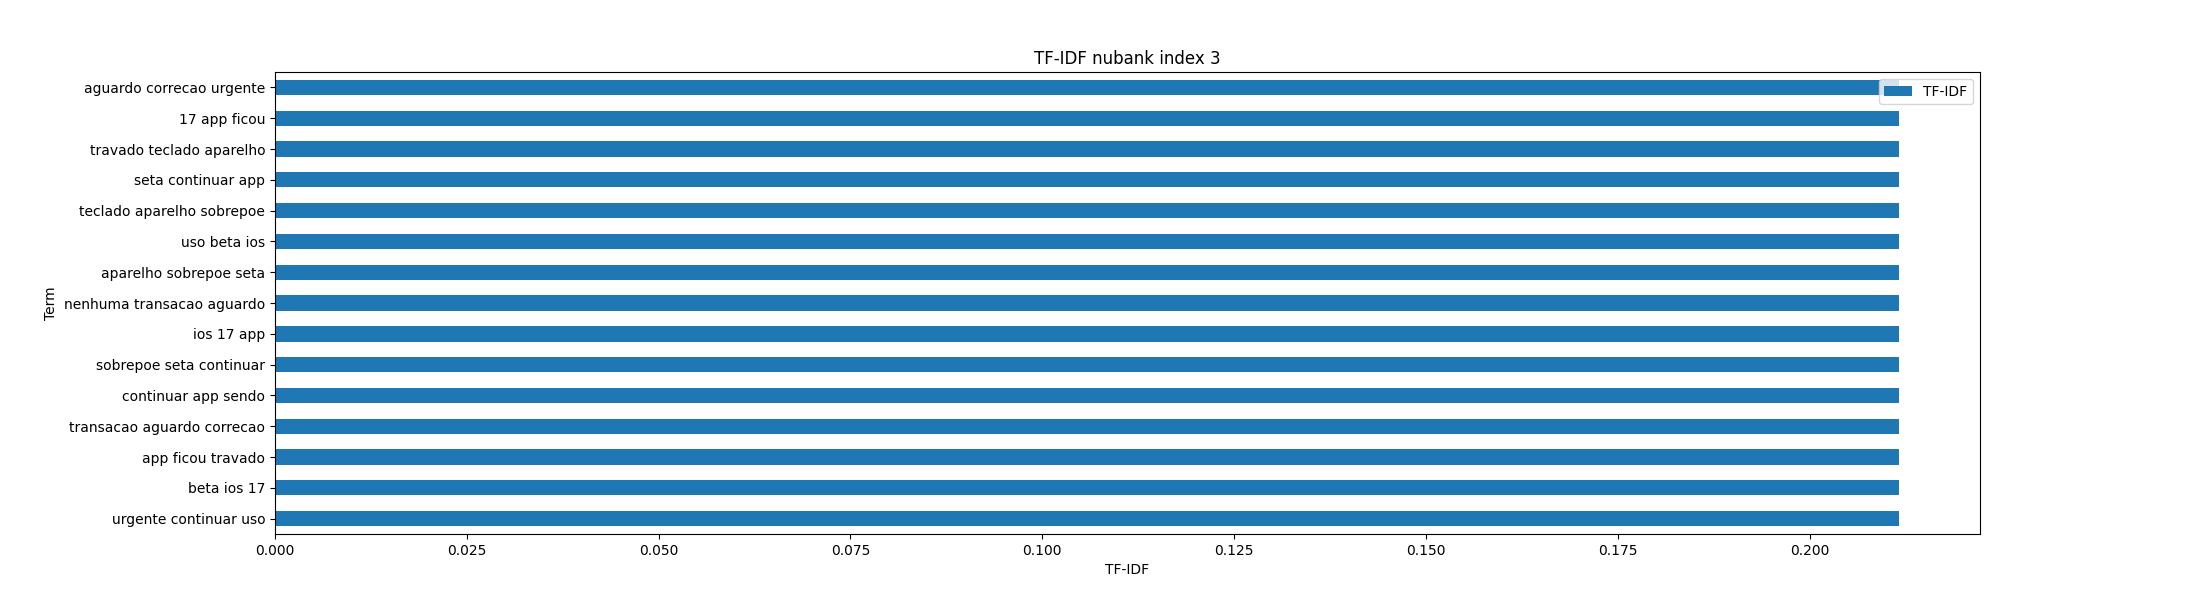 TF-IDF nubank index 3
TF-IDF
aguardo correcao urgente
17 app ficou
travado teclado aparelho
seta continuar app
teclado aparelho sobrepoe
uso beta ios
aparelho sobrepoe seta
nenhuma transacao aguardo
ios 17 app
sobrepoe seta continuar
continuar app sendo
transacao aguardo correcao
app ficou travado
beta ios 17
urgente continuar uso
Term
0.000 0.025 0.050 0.075 0.100 0.125 0.150 0.175 0.200
TF-IDF